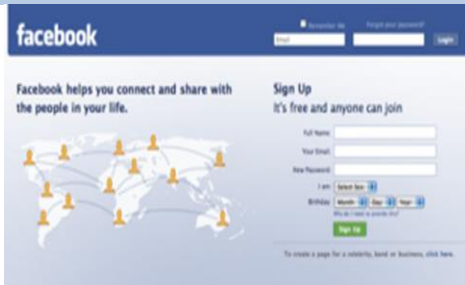 Remember Me Forgot your password?
facebook
Email
Login
Facebook helps you connect and share with
the people in your life.
Sign Up
It's free and anyone can join
Full Name:
Your Email:
New Password:
I am: Select Sex:
Birthday: Month: Day: Year:
Why do I need to provide this?
Sign Up
To create a page for a celebrity, band or business, click here.